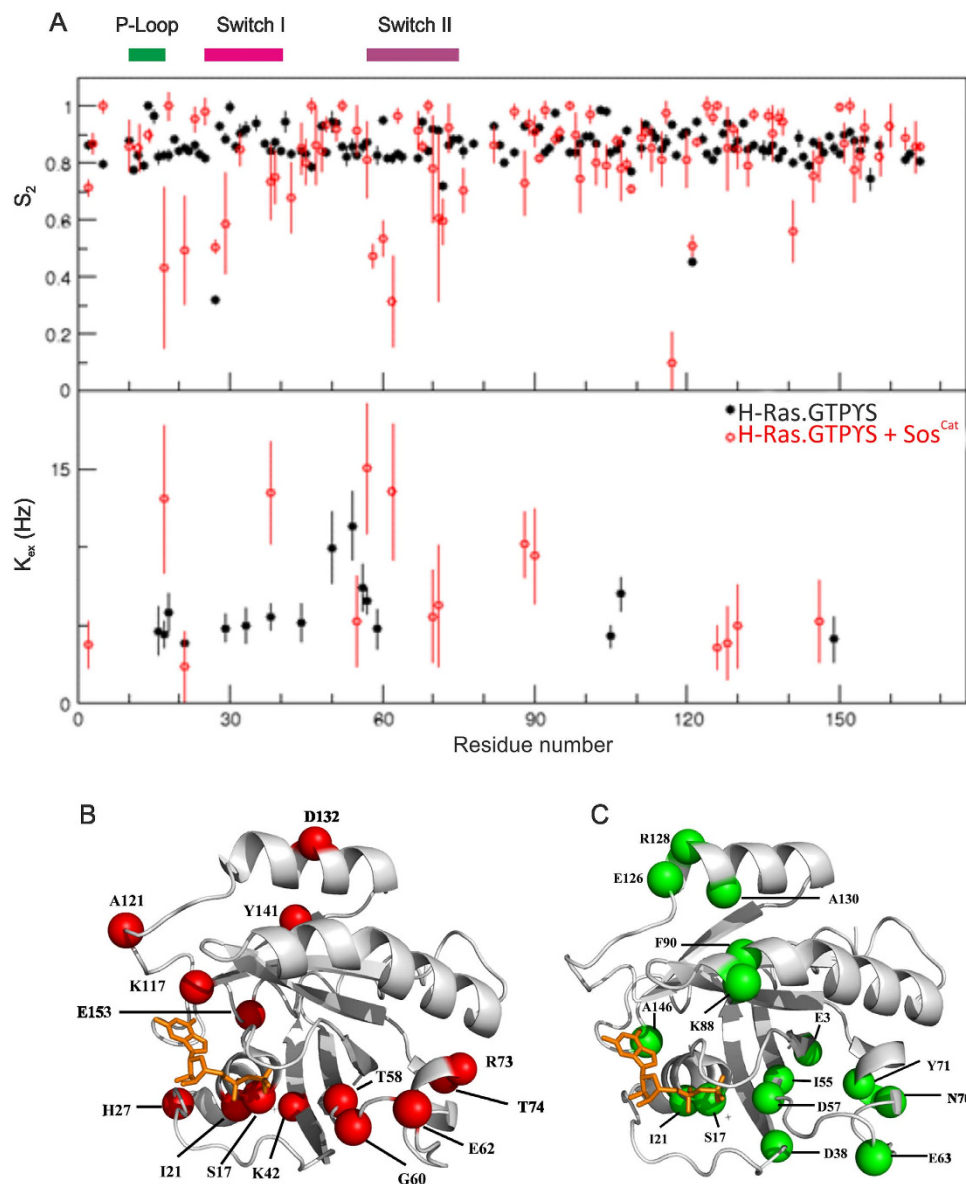 A
P-Loop Switch I Switch II
1
0.8
0.6
S2
0.4
0.2
0
H-Ras.GTPYS
H-Ras.GTPYS + SosCat
15
Kex (Hz)
0
0 30 60 90 120 150
Residue number
B
D132
A121
Y141
K117
E153
R73
T58
T74
H27
E62
I21 S17 K42
G60
C
R128
E126
A130
F90
A146
K88
E3
Y71
I55
N70
D57
I21
S17
D38
E63